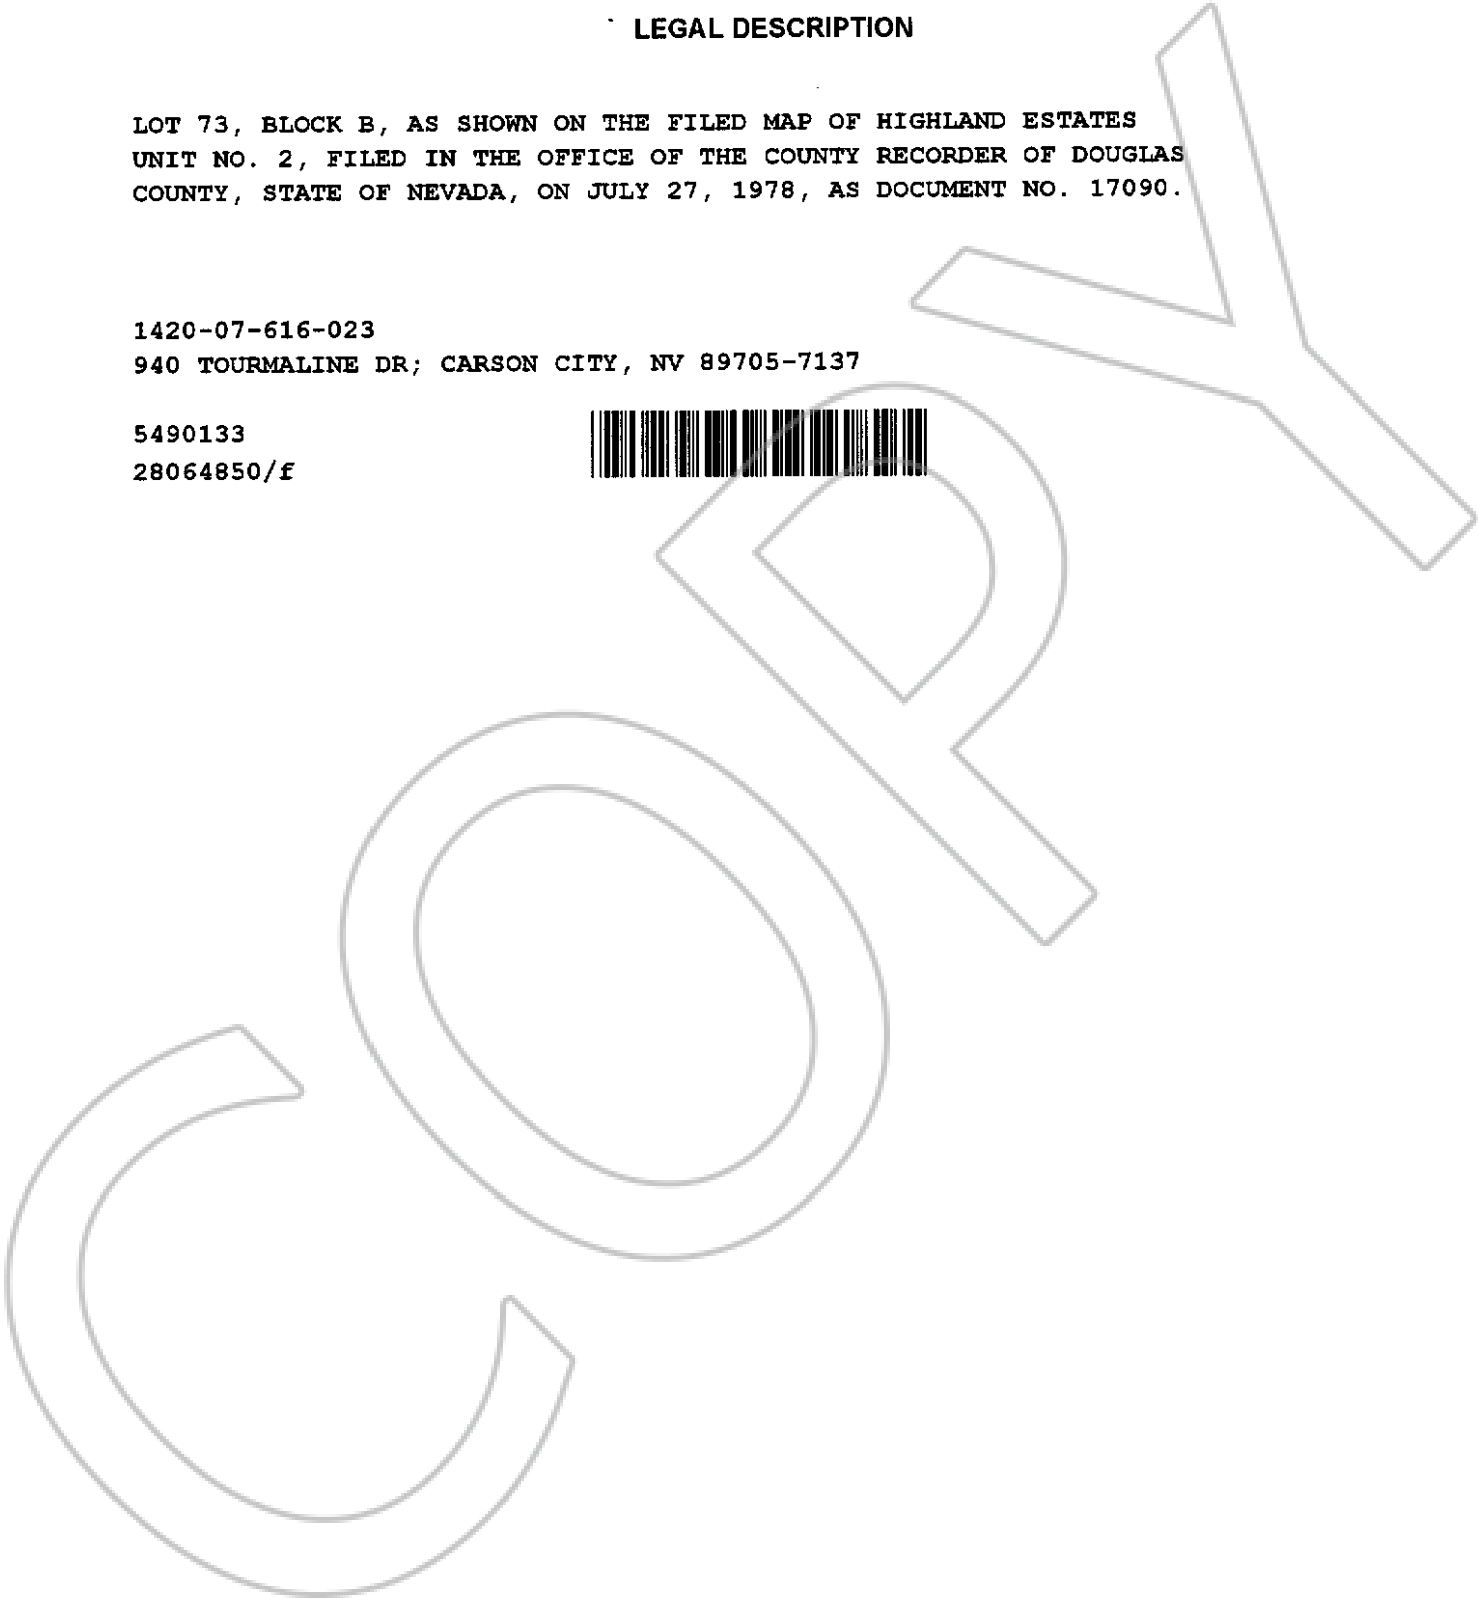 LEGAL DESCRIPTION
LOT 73, BLOCK B, AS SHOWN ON THE FILED MAP OF HIGHLAND ESTATES
UNIT NO. 2, FILED IN THE OFFICE OF THE COUNTY RECORDER OF DOUGLAS
COUNTY, STATE OF NEVADA, ON JULY 27, 1978, AS DOCUMENT NO. 17090.
1420-07-616-023
940 TOURMALINE DR; CARSON CITY, NV 89705-7137
5490133
28064850/f
COPY